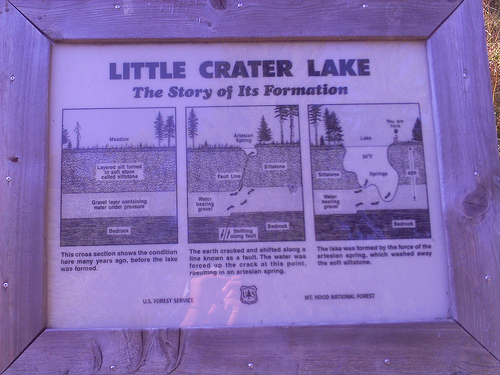 LITTLE CRATER LAKE
The Story of Its Formation
Meadow
Layered silt formed
to soft stone
called siltstone
Gravel layer containing
water under pressure
Bedrock
This cross section shows the condition
here many years ago, before the lake
was formed.
Artesian
Spring
Siltstone
Fault Line
Water
bearing
gravel
Bedrock
Shifting
along fault
The earth cracked and shifted along a
line known as a fault. The water was
forced up the crack at this point,
resulting in an artesian spring.
You are
here
Lake
34°F
Siltstone
Springs
45ft
Water
bearing
gravel
Bedrock
The lake was formed by the force of the
artesian spring, which washed away
the soft siltstone.
U.S. FOREST SERVICE
MT. HOOD NATIONAL FOREST